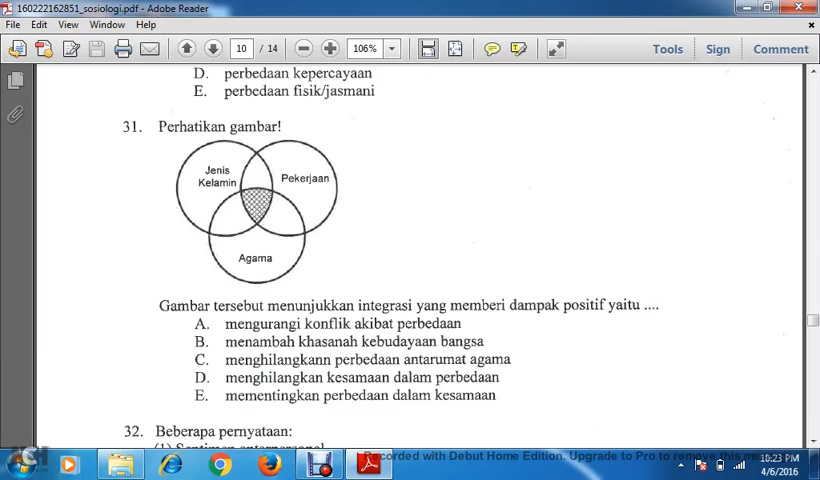 160222162851_sosiologi.pdf - Adobe Reader
File Edit View Window Help
10 / 14 106% Tools Sign Comment
D. perbedaan kepercayaan
E. perbedaan fisik/jasmani
31. Perhatikan gambar!
Jenis
Kelamin
Pekerjaan
Agama
Gambar tersebut menunjukkan integrasi yang memberi dampak positif yaitu ....
A. mengurangi konflik akibat perbedaan
B. menambah khasanah kebudayaan bangsa
C. menghilangkann perbedaan antarumat agama
D. menghilangkan kesamaan dalam perbedaan
E. mementingkan perbedaan dalam kesamaan
32. Beberapa pernyataan:
(1) Sentimen antarpersonal
Recorded with Debut Home Edition. Upgrade to Pro to remove this
10:23 PM
4/6/2016